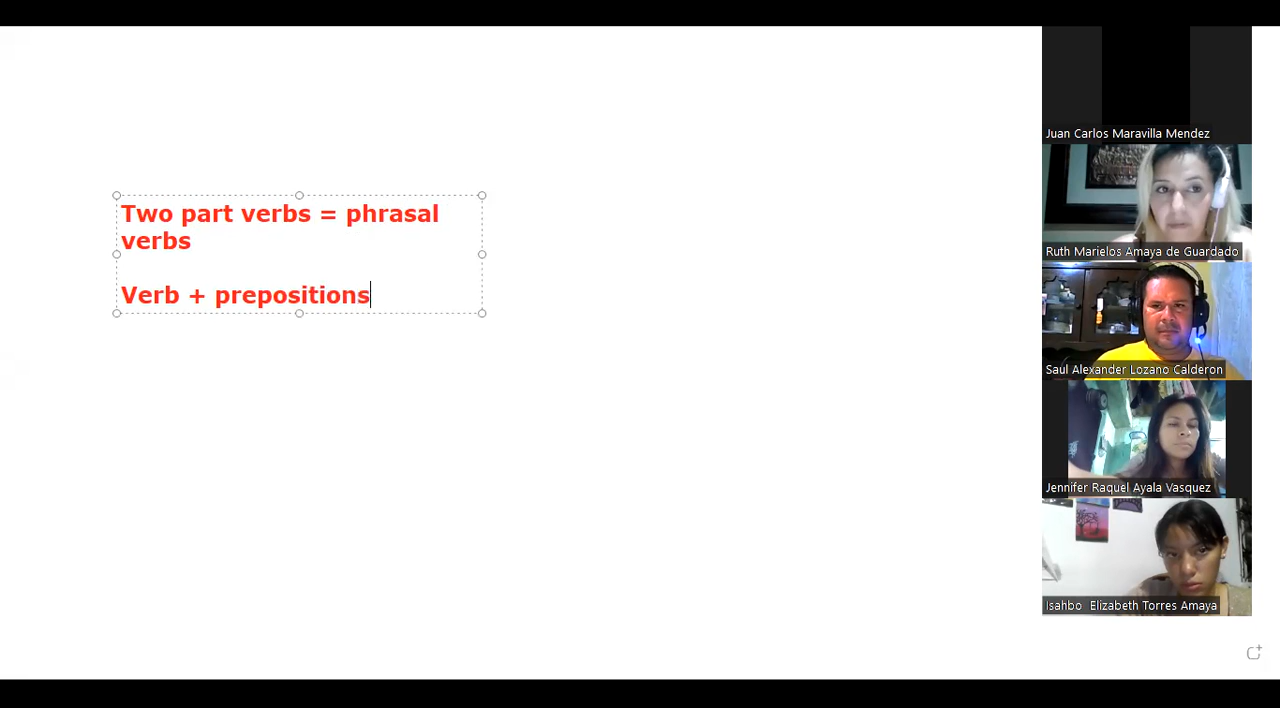 Two part verbs = phrasal
verbs
Verb + prepositions
Juan Carlos Maravilla Mendez
Ruth Marielos Amaya de Guardado
Saul Alexander Lozano Calderon
Jennifer Raquel Ayala Vasquez
Isahbo Elizabeth Torres Amaya